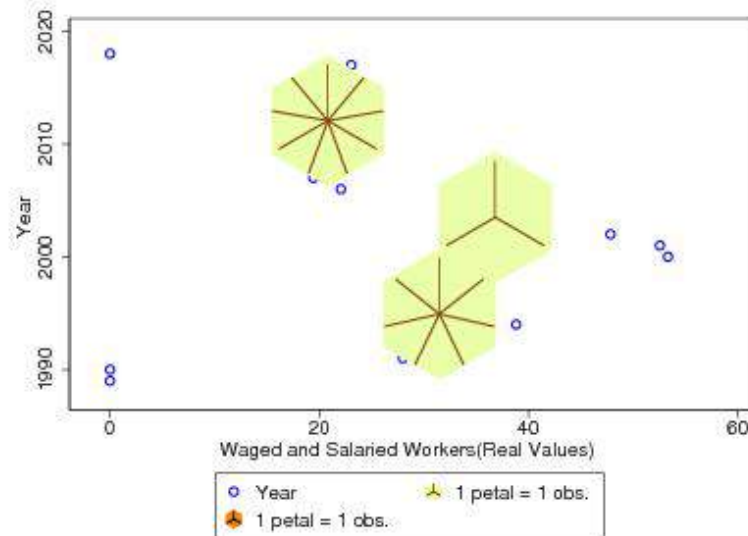 2020
2010
2000
1990
Year
0 20 40 60
Waged and Salaried Workers(Real Values)
Year 1 petal = 1 obs.
1 petal = 1 obs.